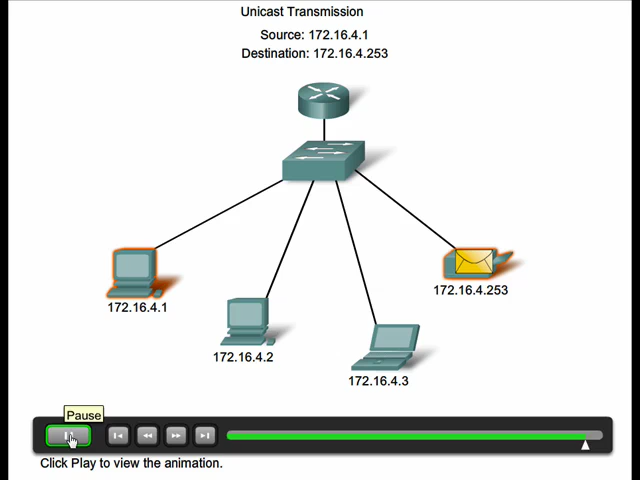 Unicast Transmission
Source: 172.16.4.1
Destination: 172.16.4.253
172.16.4.253
172.16.4.1
172.16.4.2
172.16.4.3
Pause
Click Play to view the animation.